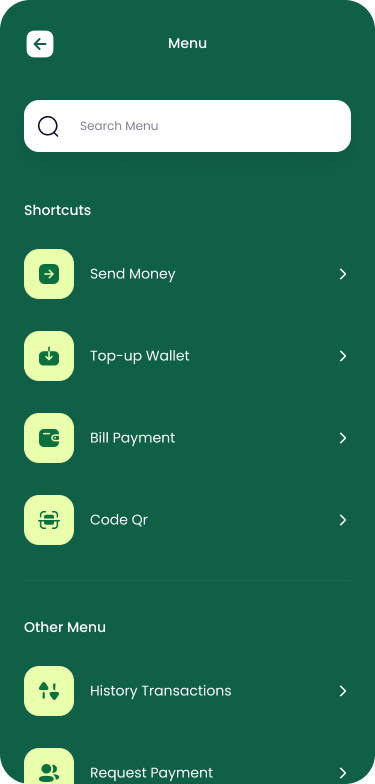 Menu
Search Menu
Shortcuts
Send Money
Top-up Wallet
Bill Payment
Code Qr
Other Menu
History Transactions
Request Payment